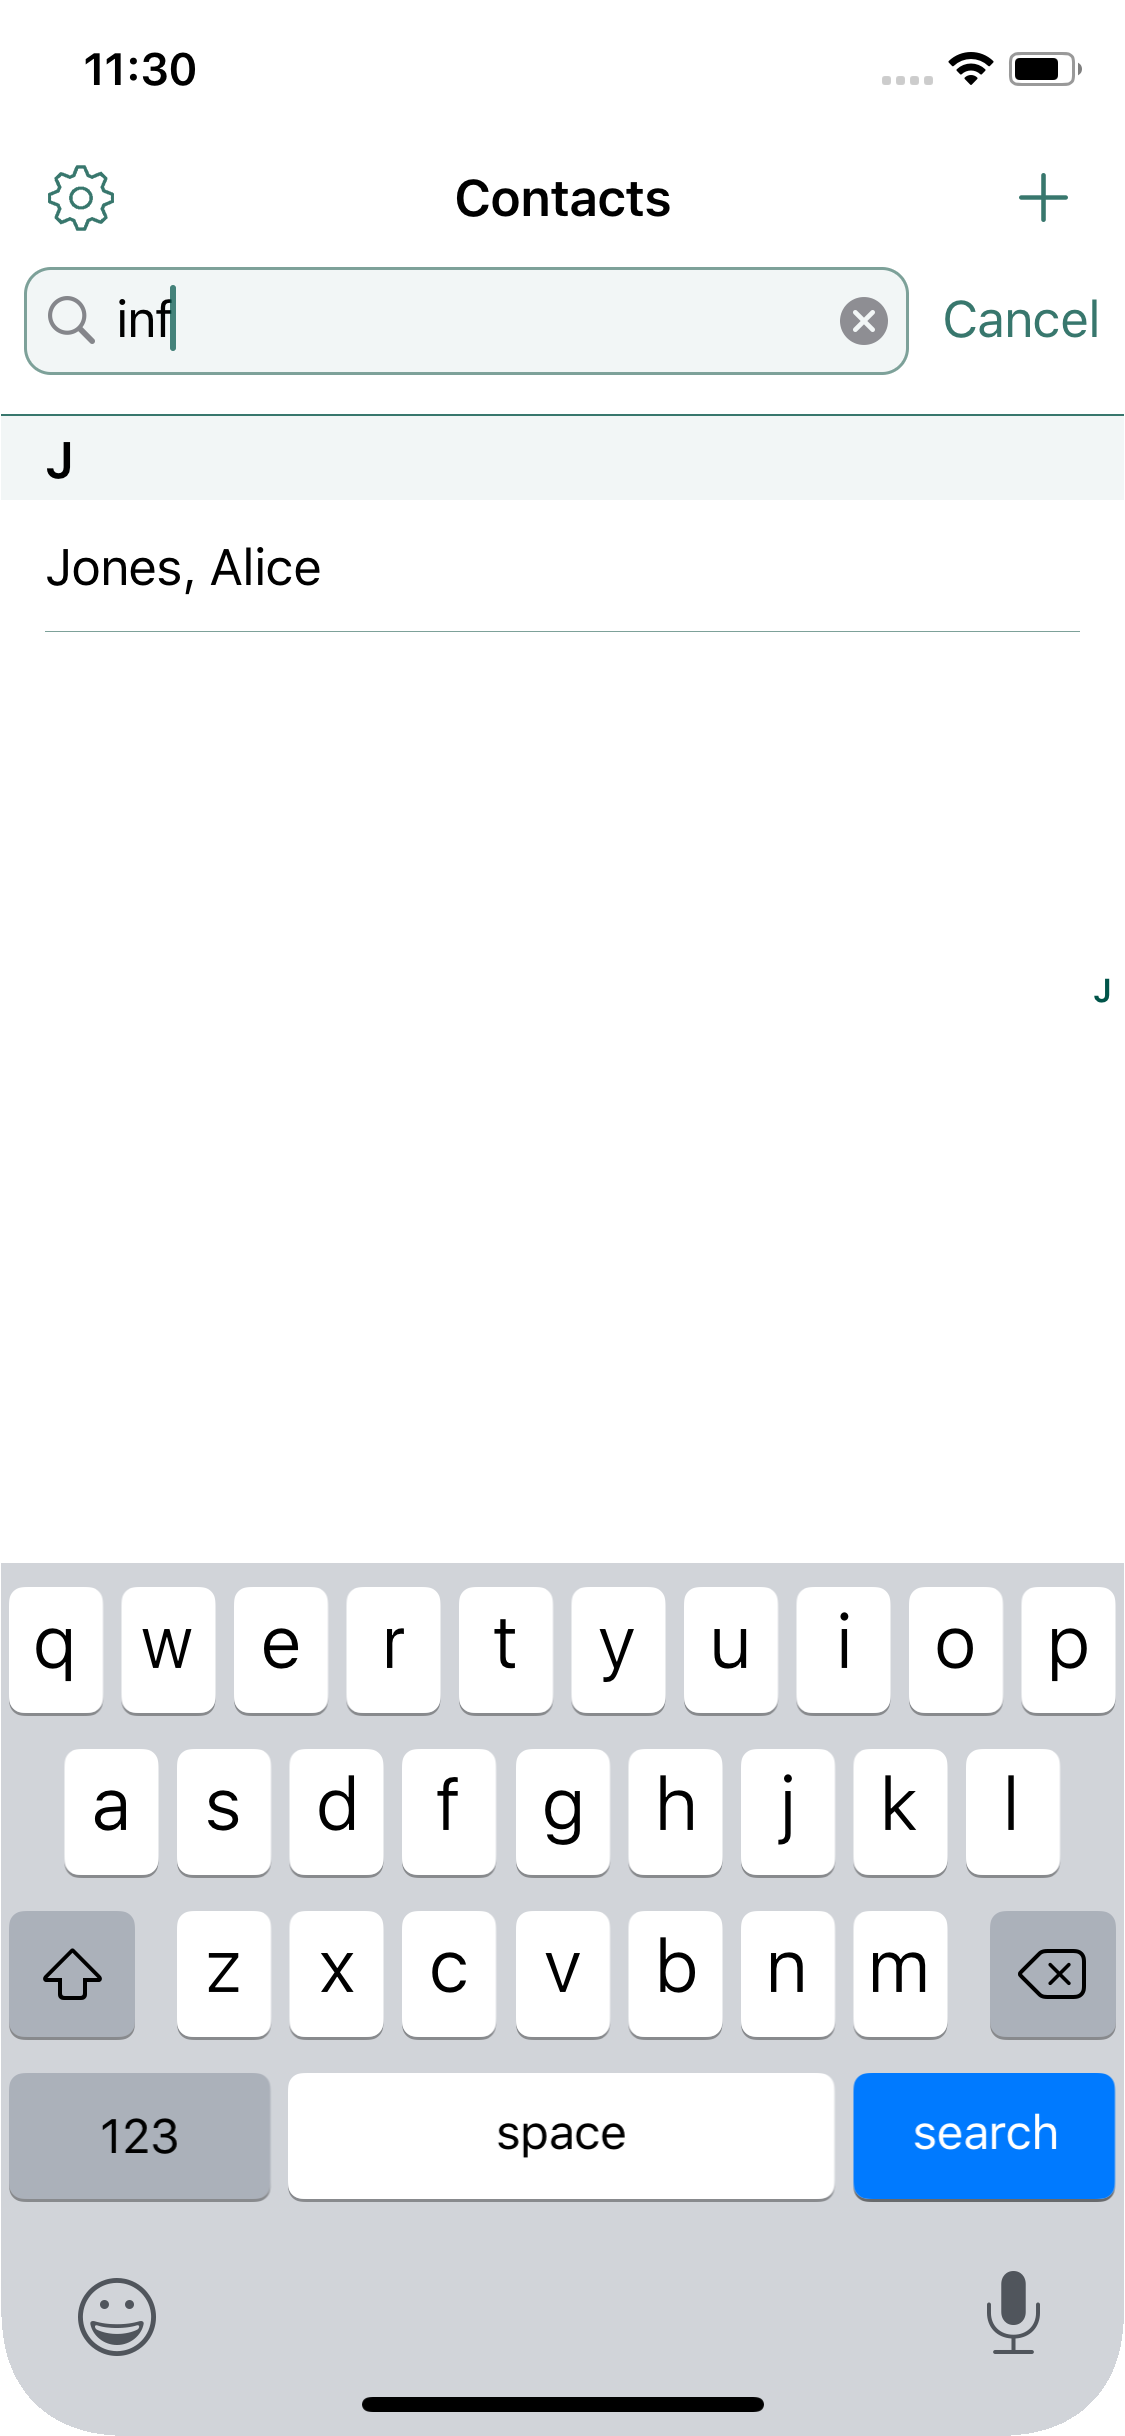 11:30
Contacts
inf
Cancel
J
Jones, Alice
J
q w e r t y u i o p
a s d f g h j k l
z x c v b n m
123 space search